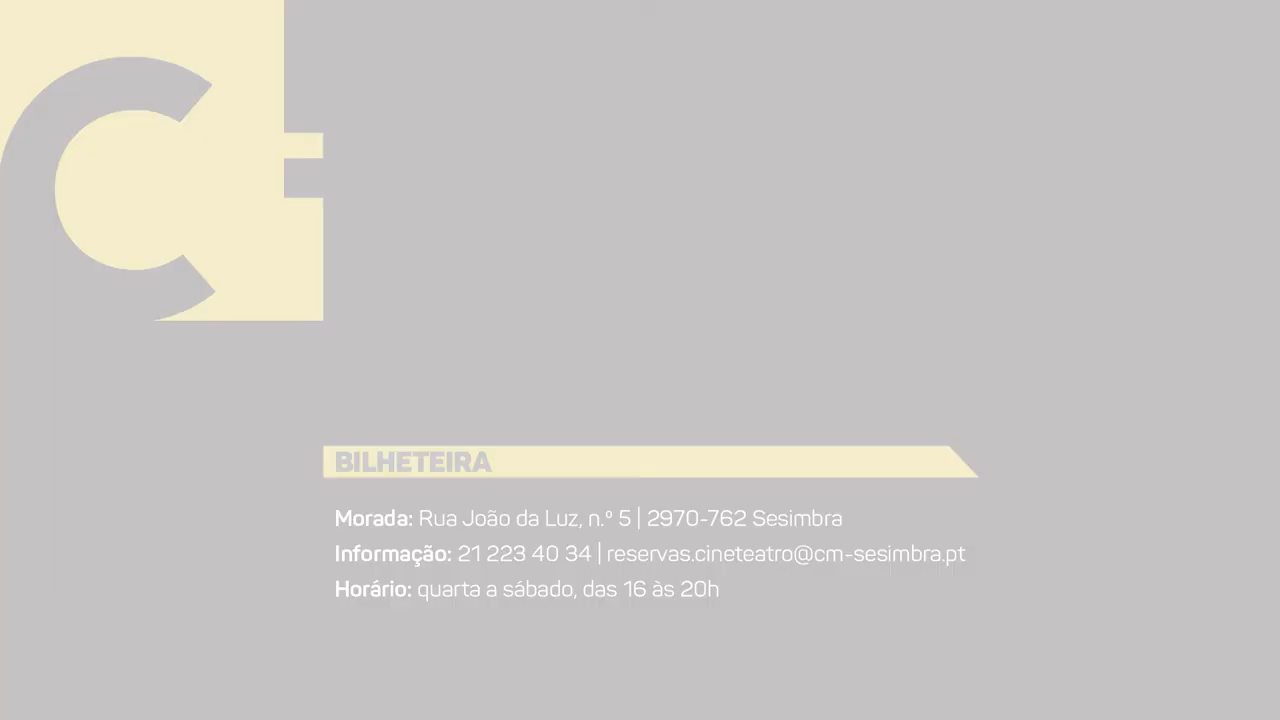 BILHETEIRA
Morada: Rua João da Luz, n.º 5 | 2970-762 Sesimbra
Informação: 21 223 40 34 | reservas.cineteatro@cm-sesimbra.pt
Horário: quarta a sábado, das 16 às 20h